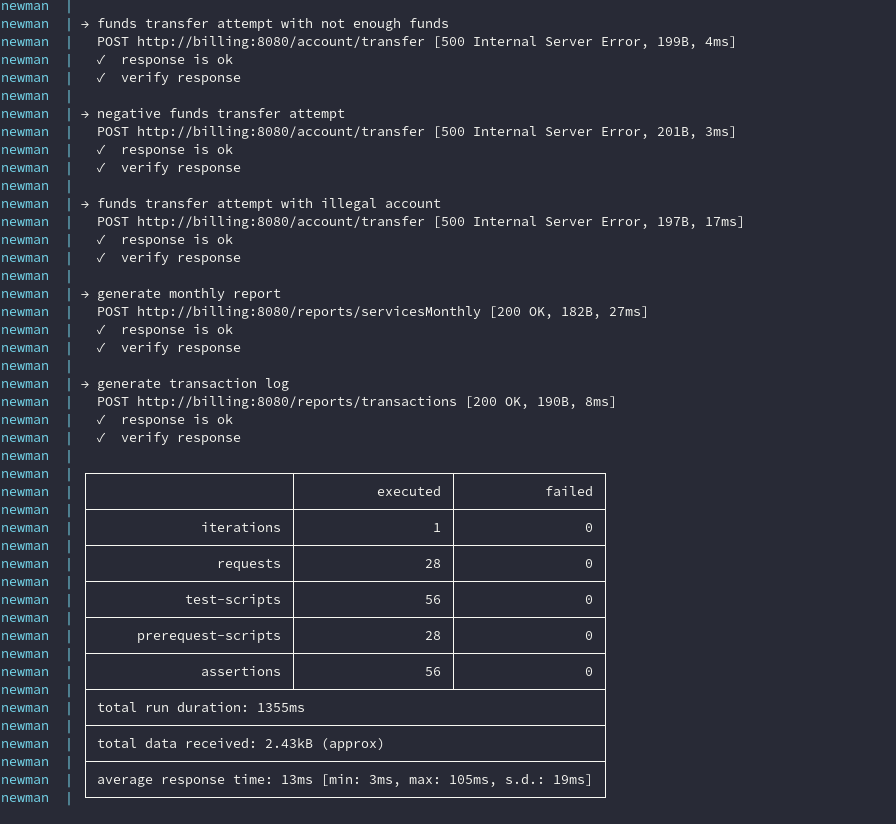 newman |
newman | → funds transfer attempt with not enough funds
newman | POST http://billing:8080/account/transfer [500 Internal Server Error, 199B, 4ms]
newman | ✓ response is ok
newman | ✓ verify response
newman |
newman | → negative funds transfer attempt
newman | POST http://billing:8080/account/transfer [500 Internal Server Error, 201B, 3ms]
newman | ✓ response is ok
newman | ✓ verify response
newman |
newman | → funds transfer attempt with illegal account
newman | POST http://billing:8080/account/transfer [500 Internal Server Error, 197B, 17ms]
newman | ✓ response is ok
newman | ✓ verify response
newman |
newman | → generate monthly report
newman | POST http://billing:8080/reports/servicesMonthly [200 OK, 182B, 27ms]
newman | ✓ response is ok
newman | ✓ verify response
newman |
newman | → generate transaction log
newman | POST http://billing:8080/reports/transactions [200 OK, 190B, 8ms]
newman | ✓ response is ok
newman | ✓ verify response
newman |
newman |
newman | executed failed
newman |
newman | iterations 1 0
newman |
newman | requests 28 0
newman |
newman | test-scripts 56 0
newman |
newman | prerequest-scripts 28 0
newman |
newman | assertions 56 0
newman |
newman | total run duration: 1355ms
newman |
newman | total data received: 2.43kB (approx)
newman |
newman | average response time: 13ms [min: 3ms, max: 105ms, s.d.: 19ms]
newman |